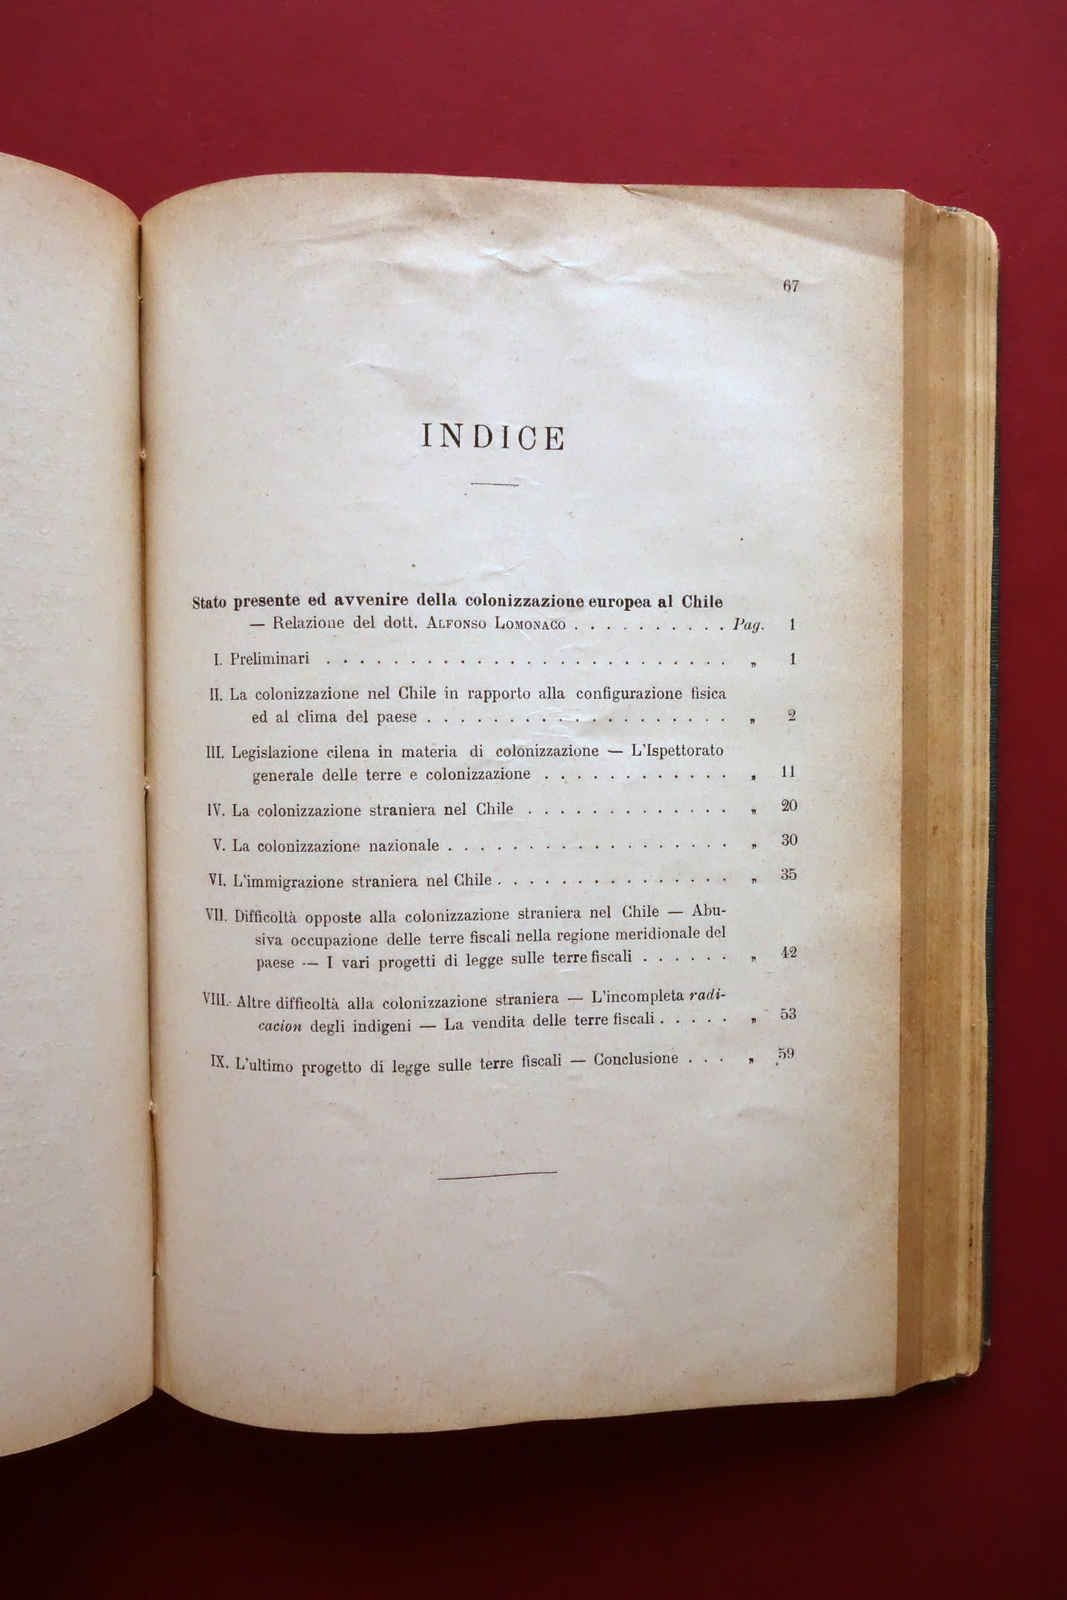 67
INDICE
Stato presente ed avvenire della colonizzazione europea al Chile
— Relazione del dott. ALFONSO LOMONACO . . . . . . . . . . Pag. 1
I. Preliminari . . . . . . . . . . . . . . . . . . . . . . . . „ 1
II. La colonizzazione nel Chile in rapporto alla configurazione fisica
ed al clima del paese . . . . . . . . . . . . . . . . . . „ 2
III. Legislazione cilena in materia di colonizzazione — L'Ispettorato
generale delle terre e colonizzazione . . . . . . . . . . . . „ 11
IV. La colonizzazione straniera nel Chile . . . . . . . . . . . . . „ 20
V. La colonizzazione nazionale . . . . . . . . . . . . . . . . . „ 30
VI. L'immigrazione straniera nel Chile . . . . . . . . . . . . . . . „ 35
VII. Difficoltà opposte alla colonizzazione straniera nel Chile — Abu-
siva occupazione delle terre fiscali nella regione meridionale del
paese — I vari progetti di legge sulle terre fiscali . . . . . . „ 42
VIII. Altre difficoltà alla colonizzazione straniera — L'incompleta radi-
cacion degli indigeni — La vendita delle terre fiscali . . . . . „ 53
IX. L'ultimo progetto di legge sulle terre fiscali — Conclusione . . . „ 59